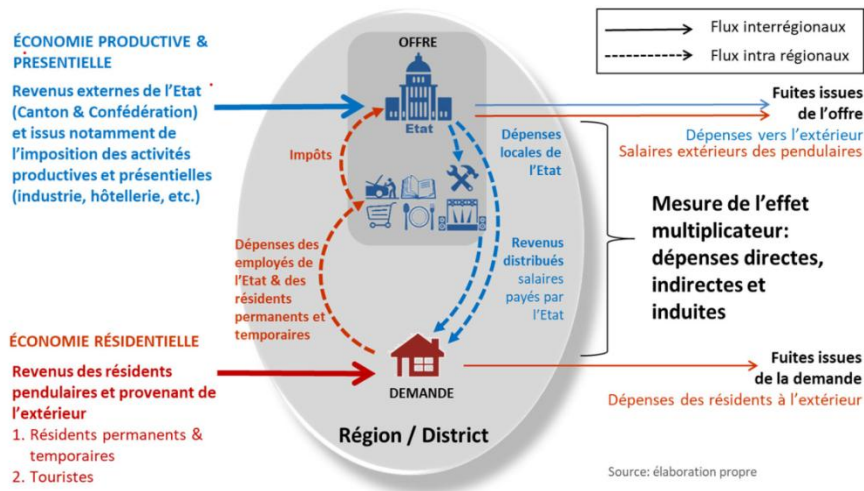 ÉCONOMIE PRODUCTIVE &
PRESENTIELLE
Revenus externes de l’Etat
(Canton & Confédération)
et issus notamment de
l’imposition des activités
productives et présentielles
(industrie, hôtellerie, etc.)
OFFRE
Etat
Impôts
Dépenses
locales de
l’Etat
Dépenses des
employés de
l’Etat & des
résidents
permanents et
temporaires
Revenus
distribués
salaires
payés par
l’Etat
Flux interrégionaux
Flux intra régionaux
Fuites issues
de l’offre
Dépenses vers l’extérieur
Salaires extérieurs des pendulaires
Mesure de l’effet
multiplicateur:
dépenses directes,
indirectes et
induites
ÉCONOMIE RÉSIDENTIELLE
Revenus des résidents
pendulaires et provenant de
l’extérieur
1. Résidents permanents &
temporaires
2. Touristes
DEMANDE
Région / District
Fuites issues
de la demande
Dépenses des résidents à l’extérieur
Source: élaboration propre